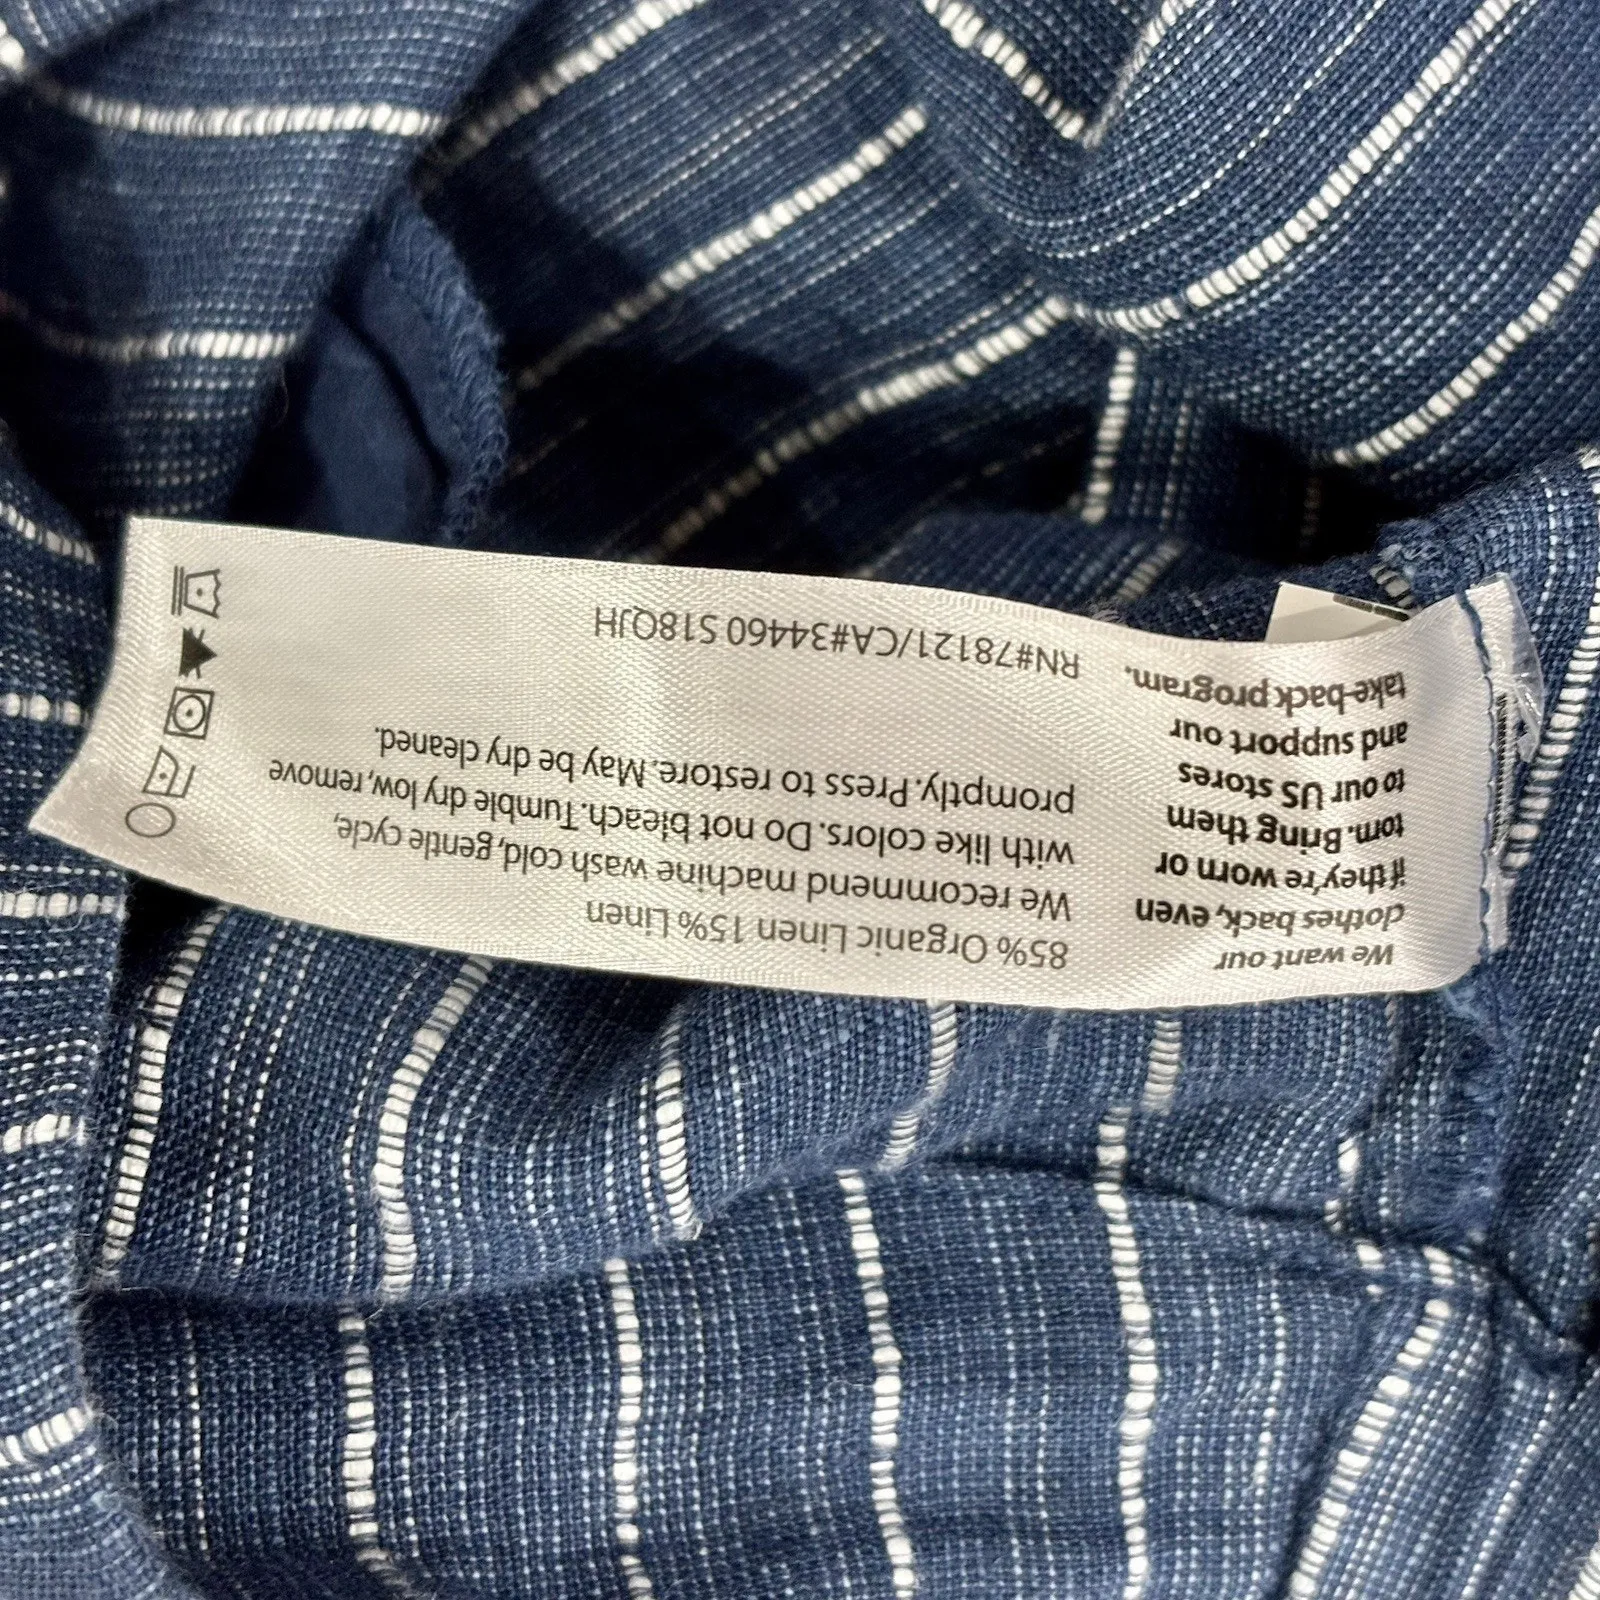 We want our
clothes back, even
if they're worn or
torn. Bring them
to our US stores
and support our
take-back program.
85% Organic Linen 15% Linen
We recommend machine wash cold, gentle cycle,
with like colors. Do not bleach. Tumble dry low, remove
promptly. Press to restore. May be dry cleaned.
RN#78121/CA#34460 S18QJH